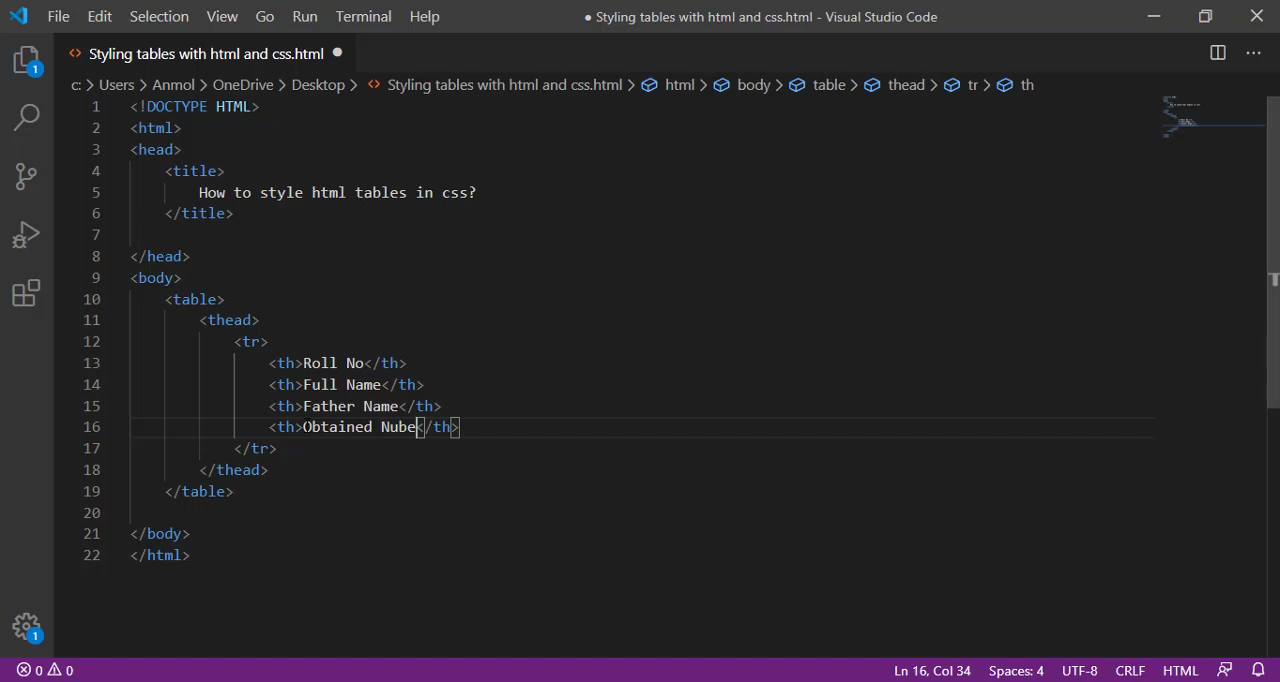 File Edit Selection View Go Run Terminal Help ● Styling tables with html and css.html - Visual Studio Code
<> Styling tables with html and css.html ●
c: > Users > Anmol > OneDrive > Desktop > <> Styling tables with html and css.html > html > body > table > thead > tr > th
1 <!DOCTYPE HTML>
2 <html>
3 <head>
4 <title>
5 How to style html tables in css?
6 </title>
7
8 </head>
9 <body>
10 <table>
11 <thead>
12 <tr>
13 <th>Roll No</th>
14 <th>Full Name</th>
15 <th>Father Name</th>
16 <th>Obtained Nube</th>
17 </tr>
18 </thead>
19 </table>
20
21 </body>
22 </html>
1
1
0 0 Ln 16, Col 34 Spaces: 4 UTF-8 CRLF HTML